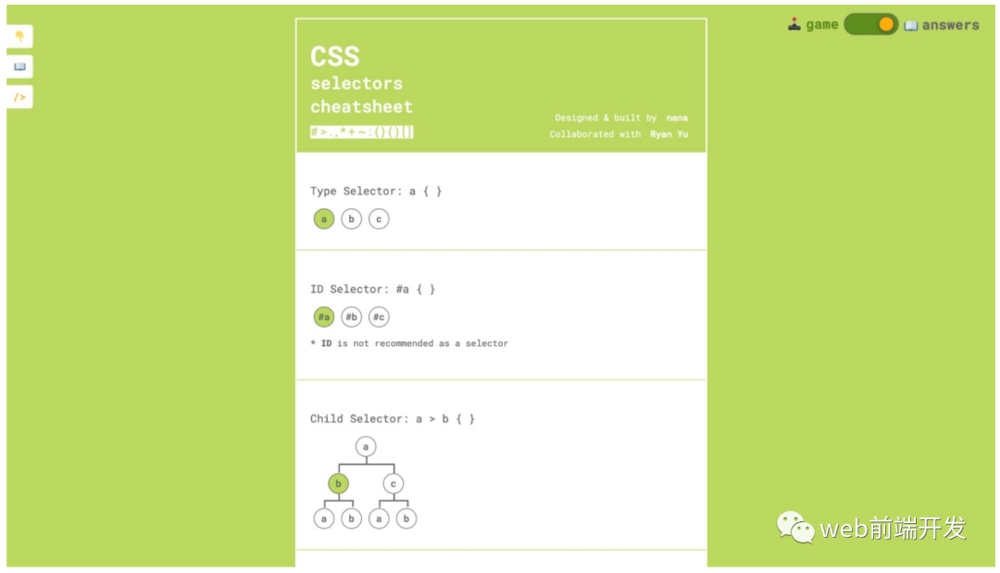 game answers
</>
CSS
selectors
cheatsheet
#>.,*+~:{}()[]
Designed & built by nana
Collaborated with Ryan Yu
Type Selector: a { }
a b c
ID Selector: #a { }
#a #b #c
* ID is not recommended as a selector
Child Selector: a > b { }
a
b c
a b a b
web前端开发